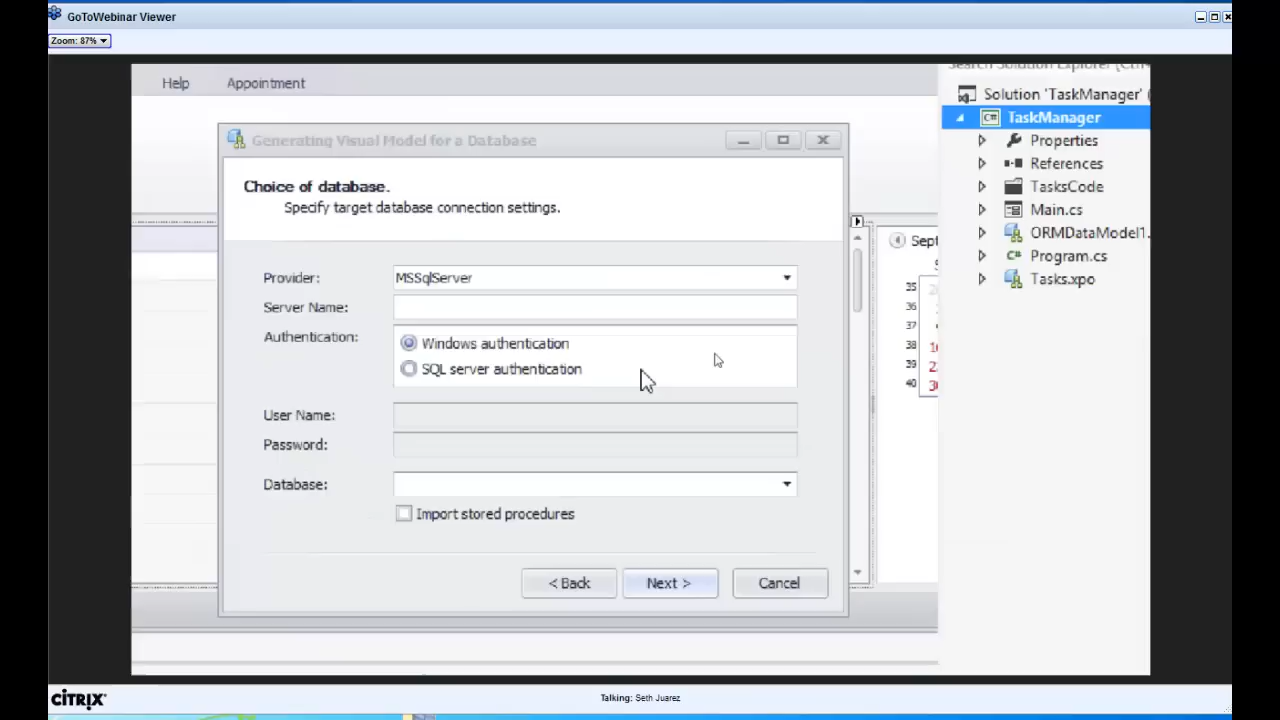 GoToWebinar Viewer
Zoom: 87%
Help Appointment
Solution 'TaskManager' (
TaskManager
Properties
References
TasksCode
Main.cs
ORMDataModel1.
Program.cs
Tasks.xpo
Generating Visual Model for a Database
Choice of database.
Specify target database connection settings.
Provider: MSSqlServer
Server Name:
Authentication:
Windows authentication
SQL server authentication
User Name:
Password:
Database:
Import stored procedures
< Back Next > Cancel
Sept
35
36
37
38
39
40
CITRIX
Talking: Seth Juarez